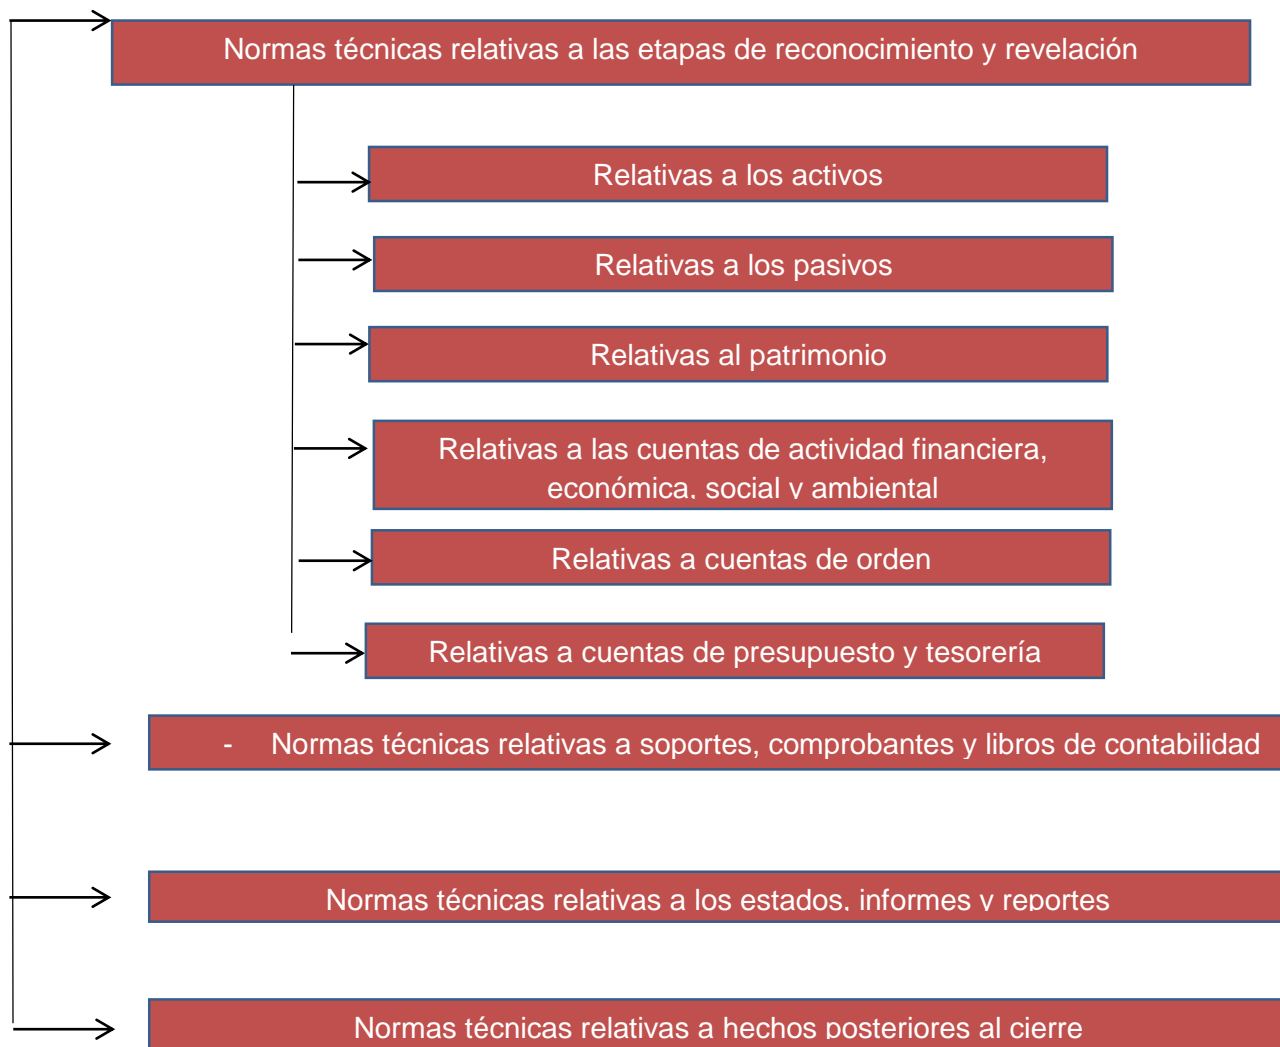 Normas técnicas relativas a las etapas de reconocimiento y revelación
Relativas a los activos
Relativas a los pasivos
Relativas al patrimonio
Relativas a las cuentas de actividad financiera,
económica, social y ambiental
Relativas a cuentas de orden
Relativas a cuentas de presupuesto y tesorería
- Normas técnicas relativas a soportes, comprobantes y libros de contabilidad
Normas técnicas relativas a los estados, informes y reportes
Normas técnicas relativas a hechos posteriores al cierre